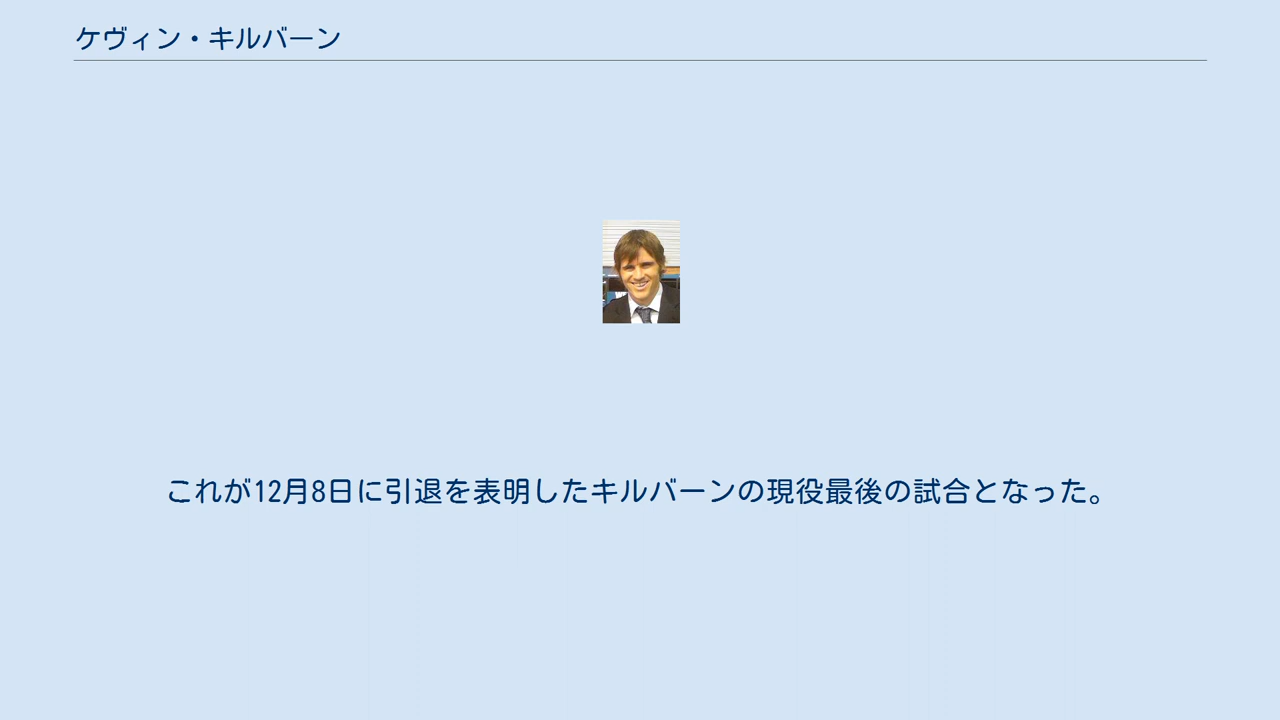 ケヴィン・キルバーン
これが12月8日に引退を表明したキルバーンの現役最後の試合となった。